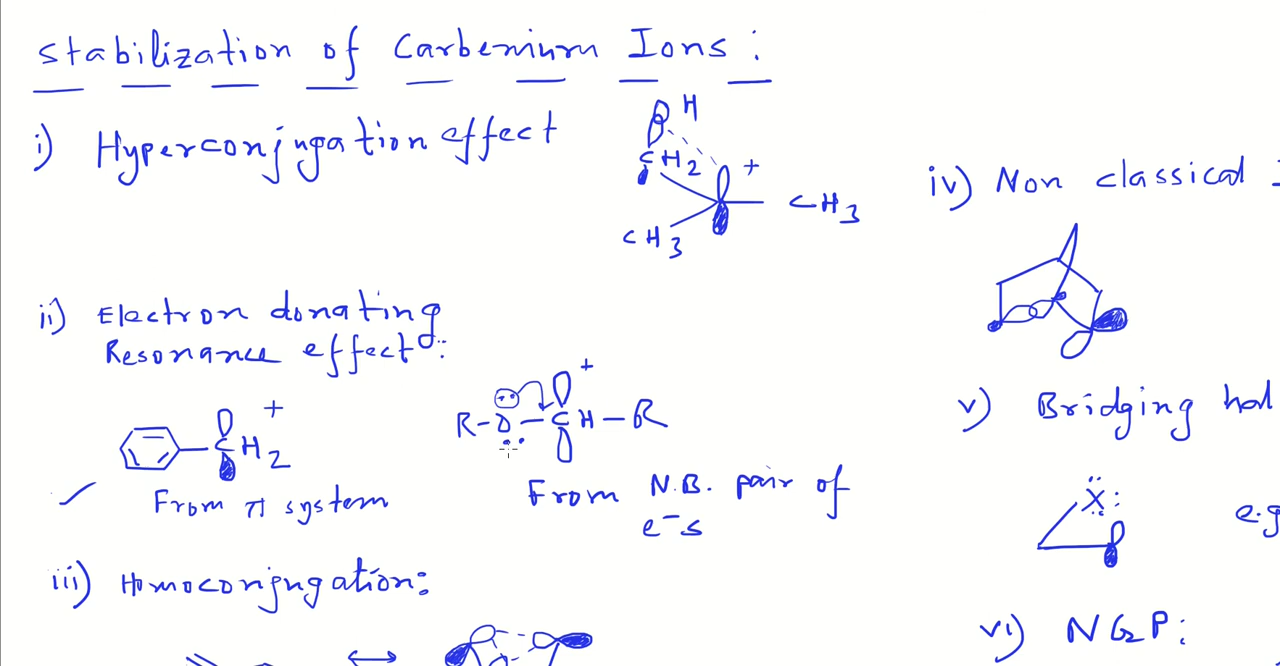 Stabilization of Carbenium Ions :
i) Hyperconjugation effect
H
CH2
+
CH3
CH3
ii) Electron donating
Resonance effect :
CH2
+
From π system
R-O-CH-R
+
From N.B. pair of
e-s
iii) Homoconjugation:
iv) Non classical
v) Bridging
X
e.g
vi) NGP: